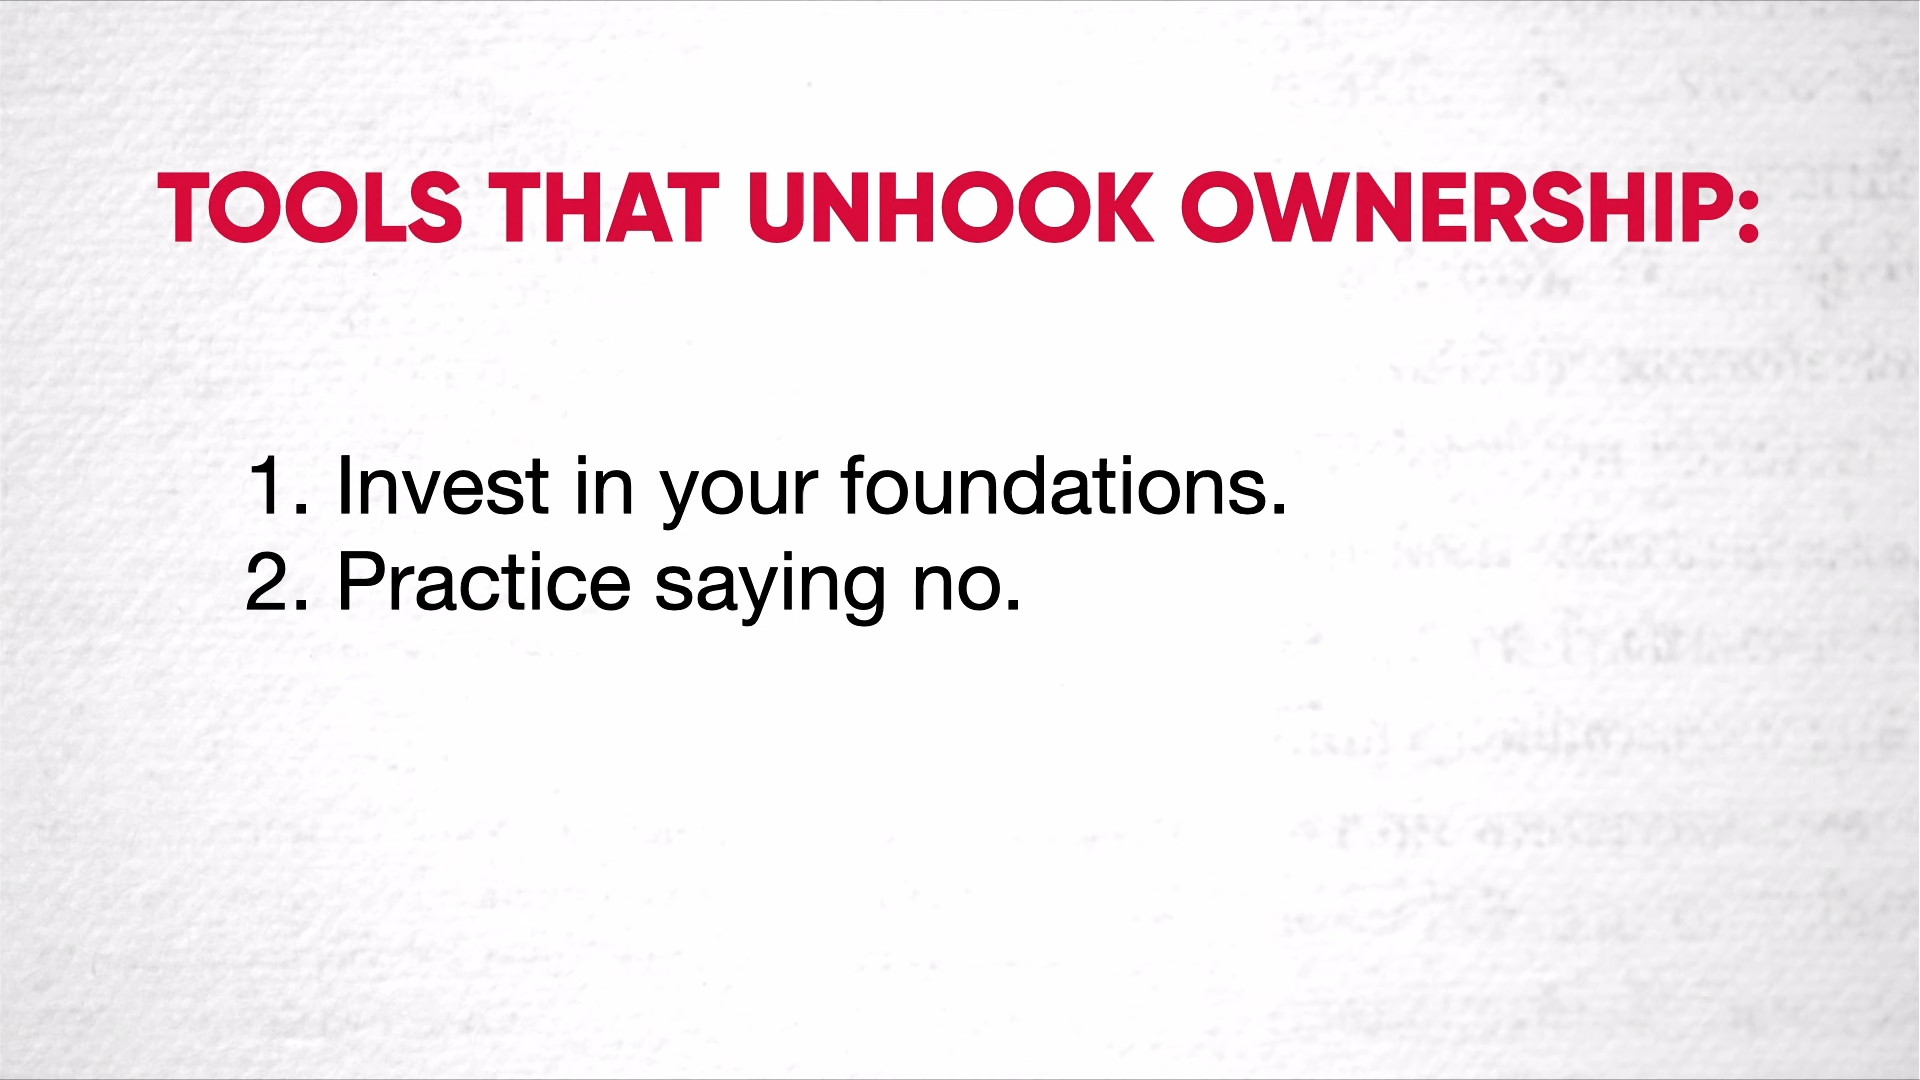 TOOLS THAT UNHOOK OWNERSHIP:
1. Invest in your foundations.
2. Practice saying no.